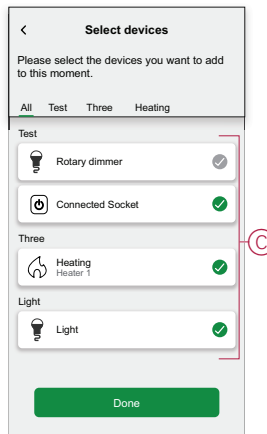 Select devices
Please select the devices you want to add
to this moment.
All Test Three Heating
Test
Rotary dimmer
Connected Socket
Three
Heating
Heater 1
Light
Light
Done
C